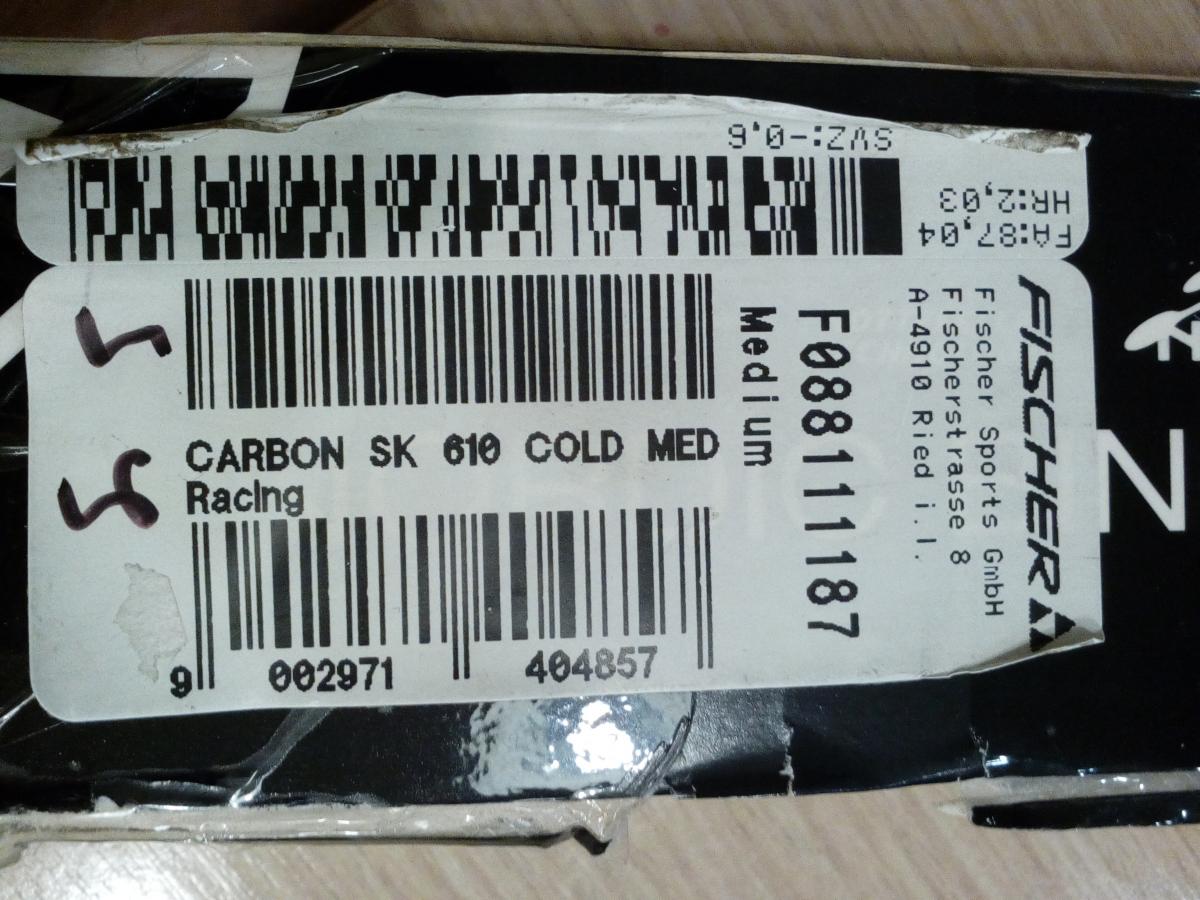 SVZ:-0,6
HR:2,03
FA:87,04
FISCHER
Fischer Sports GmbH
Fischerstrasse 8
A-4910 Ried i.I.
F08811187
Medium
CARBON SK 610 COLD MED
Racing
9 002971 404857
5
5
N